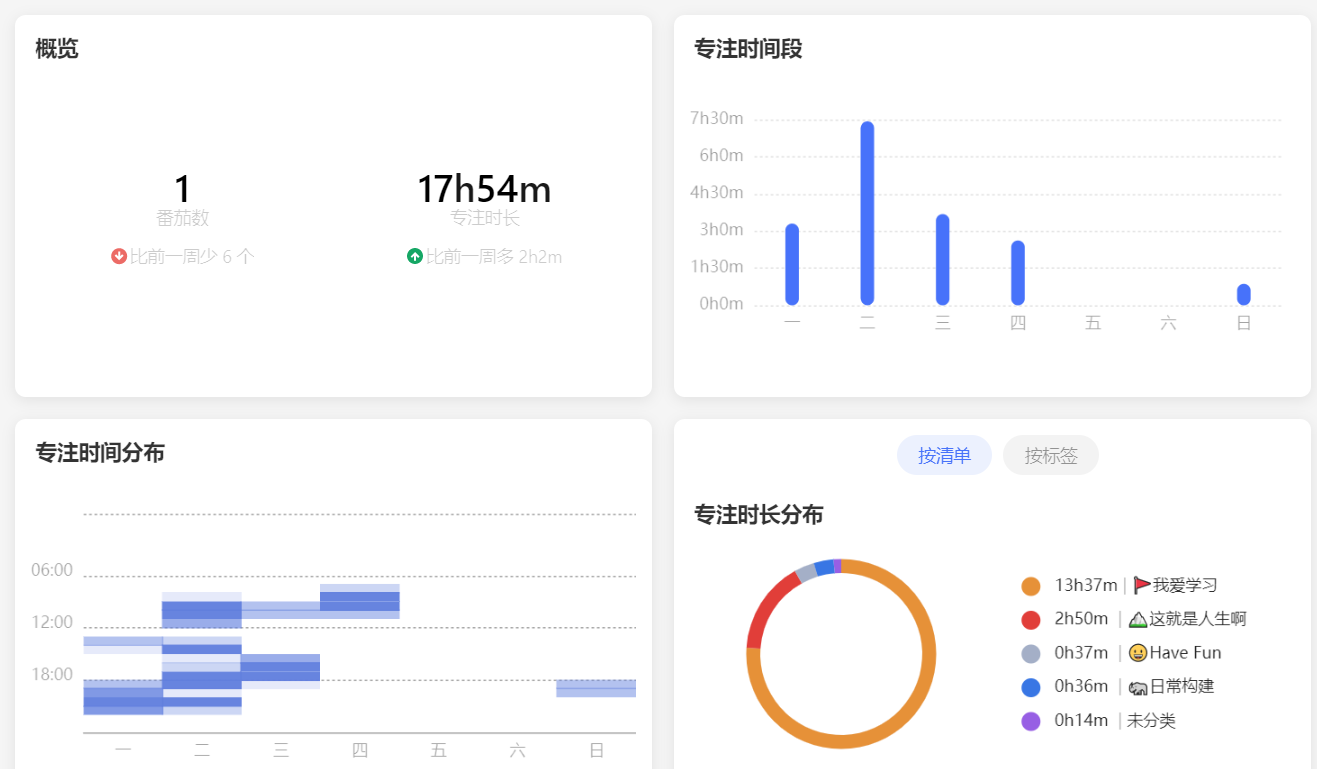 概览
1
番茄数
比前一周少 6 个
17h54m
专注时长
比前一周多 2h2m
专注时间段
7h30m
6h0m
4h30m
3h0m
1h30m
0h0m
一 二 三 四 五 六 日
专注时间分布
06:00
12:00
18:00
一 二 三 四 五 六 日
按清单 按标签
专注时长分布
13h37m | 🚩我爱学习
2h50m | ⛰️这就是人生啊
0h37m | 😀Have Fun
0h36m | 🐘日常构建
0h14m | 未分类